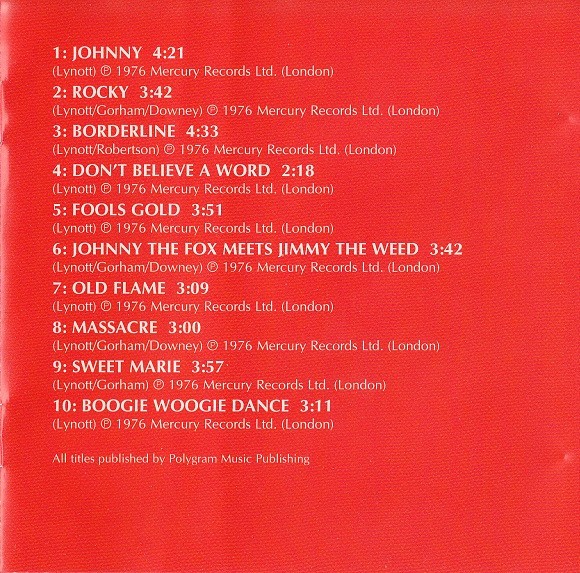 1: JOHNNY 4:21
(Lynott) ℗ 1976 Mercury Records Ltd. (London)
2: ROCKY 3:42
(Lynott/Gorham/Downey) ℗ 1976 Mercury Records Ltd. (London)
3: BORDERLINE 4:33
(Lynott/Robertson) ℗ 1976 Mercury Records Ltd. (London)
4: DON'T BELIEVE A WORD 2:18
(Lynott) ℗ 1976 Mercury Records Ltd. (London)
5: FOOLS GOLD 3:51
(Lynott) ℗ 1976 Mercury Records Ltd. (London)
6: JOHNNY THE FOX MEETS JIMMY THE WEED 3:42
(Lynott/Gorham/Downey) ℗ 1976 Mercury Records Ltd. (London)
7: OLD FLAME 3:09
(Lynott) ℗ 1976 Mercury Records Ltd. (London)
8: MASSACRE 3:00
(Lynott/Gorham/Downey) ℗ 1976 Mercury Records Ltd. (London)
9: SWEET MARIE 3:57
(Lynott/Gorham) ℗ 1976 Mercury Records Ltd. (London)
10: BOOGIE WOOGIE DANCE 3:11
(Lynott) ℗ 1976 Mercury Records Ltd. (London)
All titles published by Polygram Music Publishing